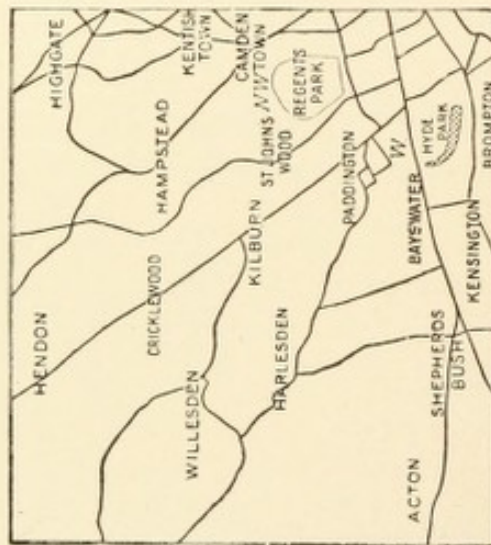 HIGHGATE
KENTISH
TOWN
CAMDEN
TOWN
NW
HAMPSTEAD
REGENTS
PARK
ST JOHNS
WOOD
HENDON
CRICKLEWOOD
KILBURN
PADDINGTON
W
HYDE
PARK
BROMPTON
BAYSWATER
KENSINGTON
WILLESDEN
HARLESDEN
SHEPHERDS
BUSH
ACTON